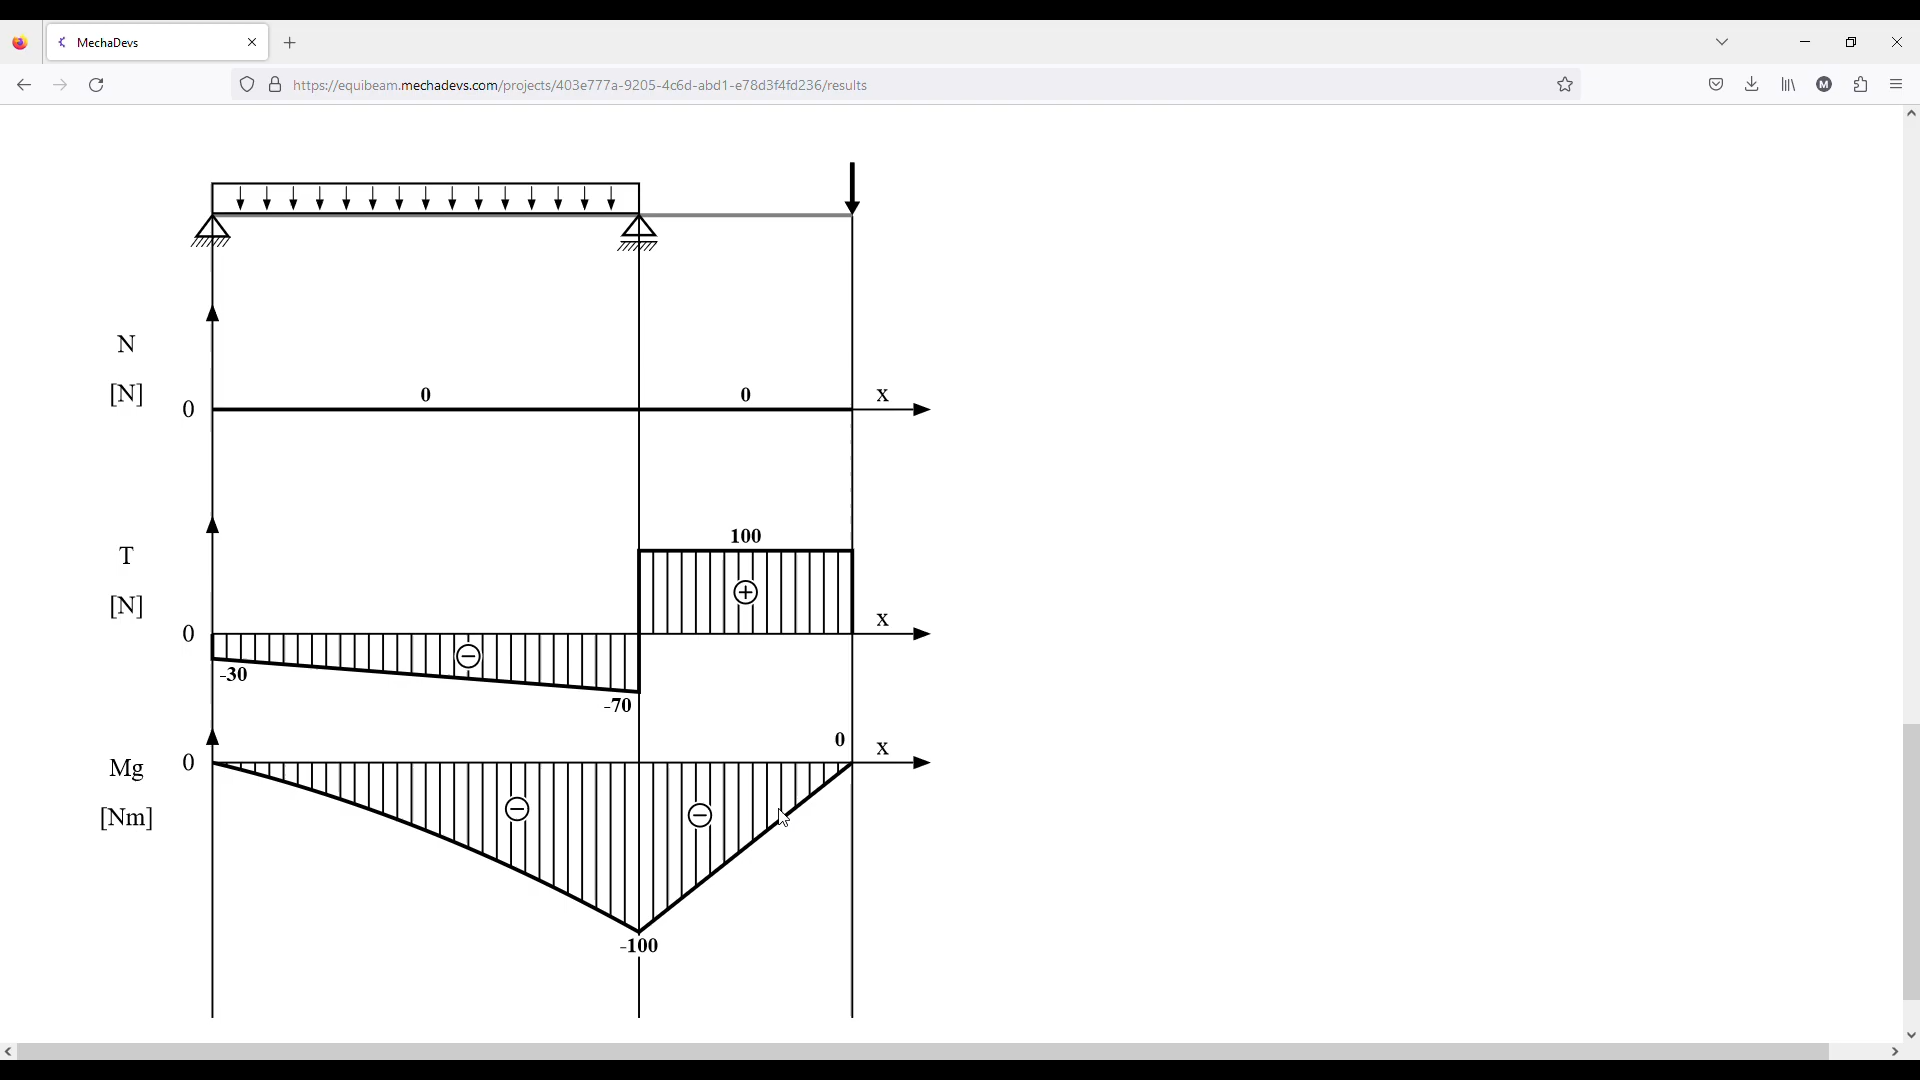 MechaDevs
https://equibeam.mechadevs.com/projects/403e777a-9205-4c6d-abd1-e78d3f4fd236/results
M
N
[N]
0
0
0
x
T
[N]
0
100
x
-30
-70
Mg
[Nm]
0
0
x
-100